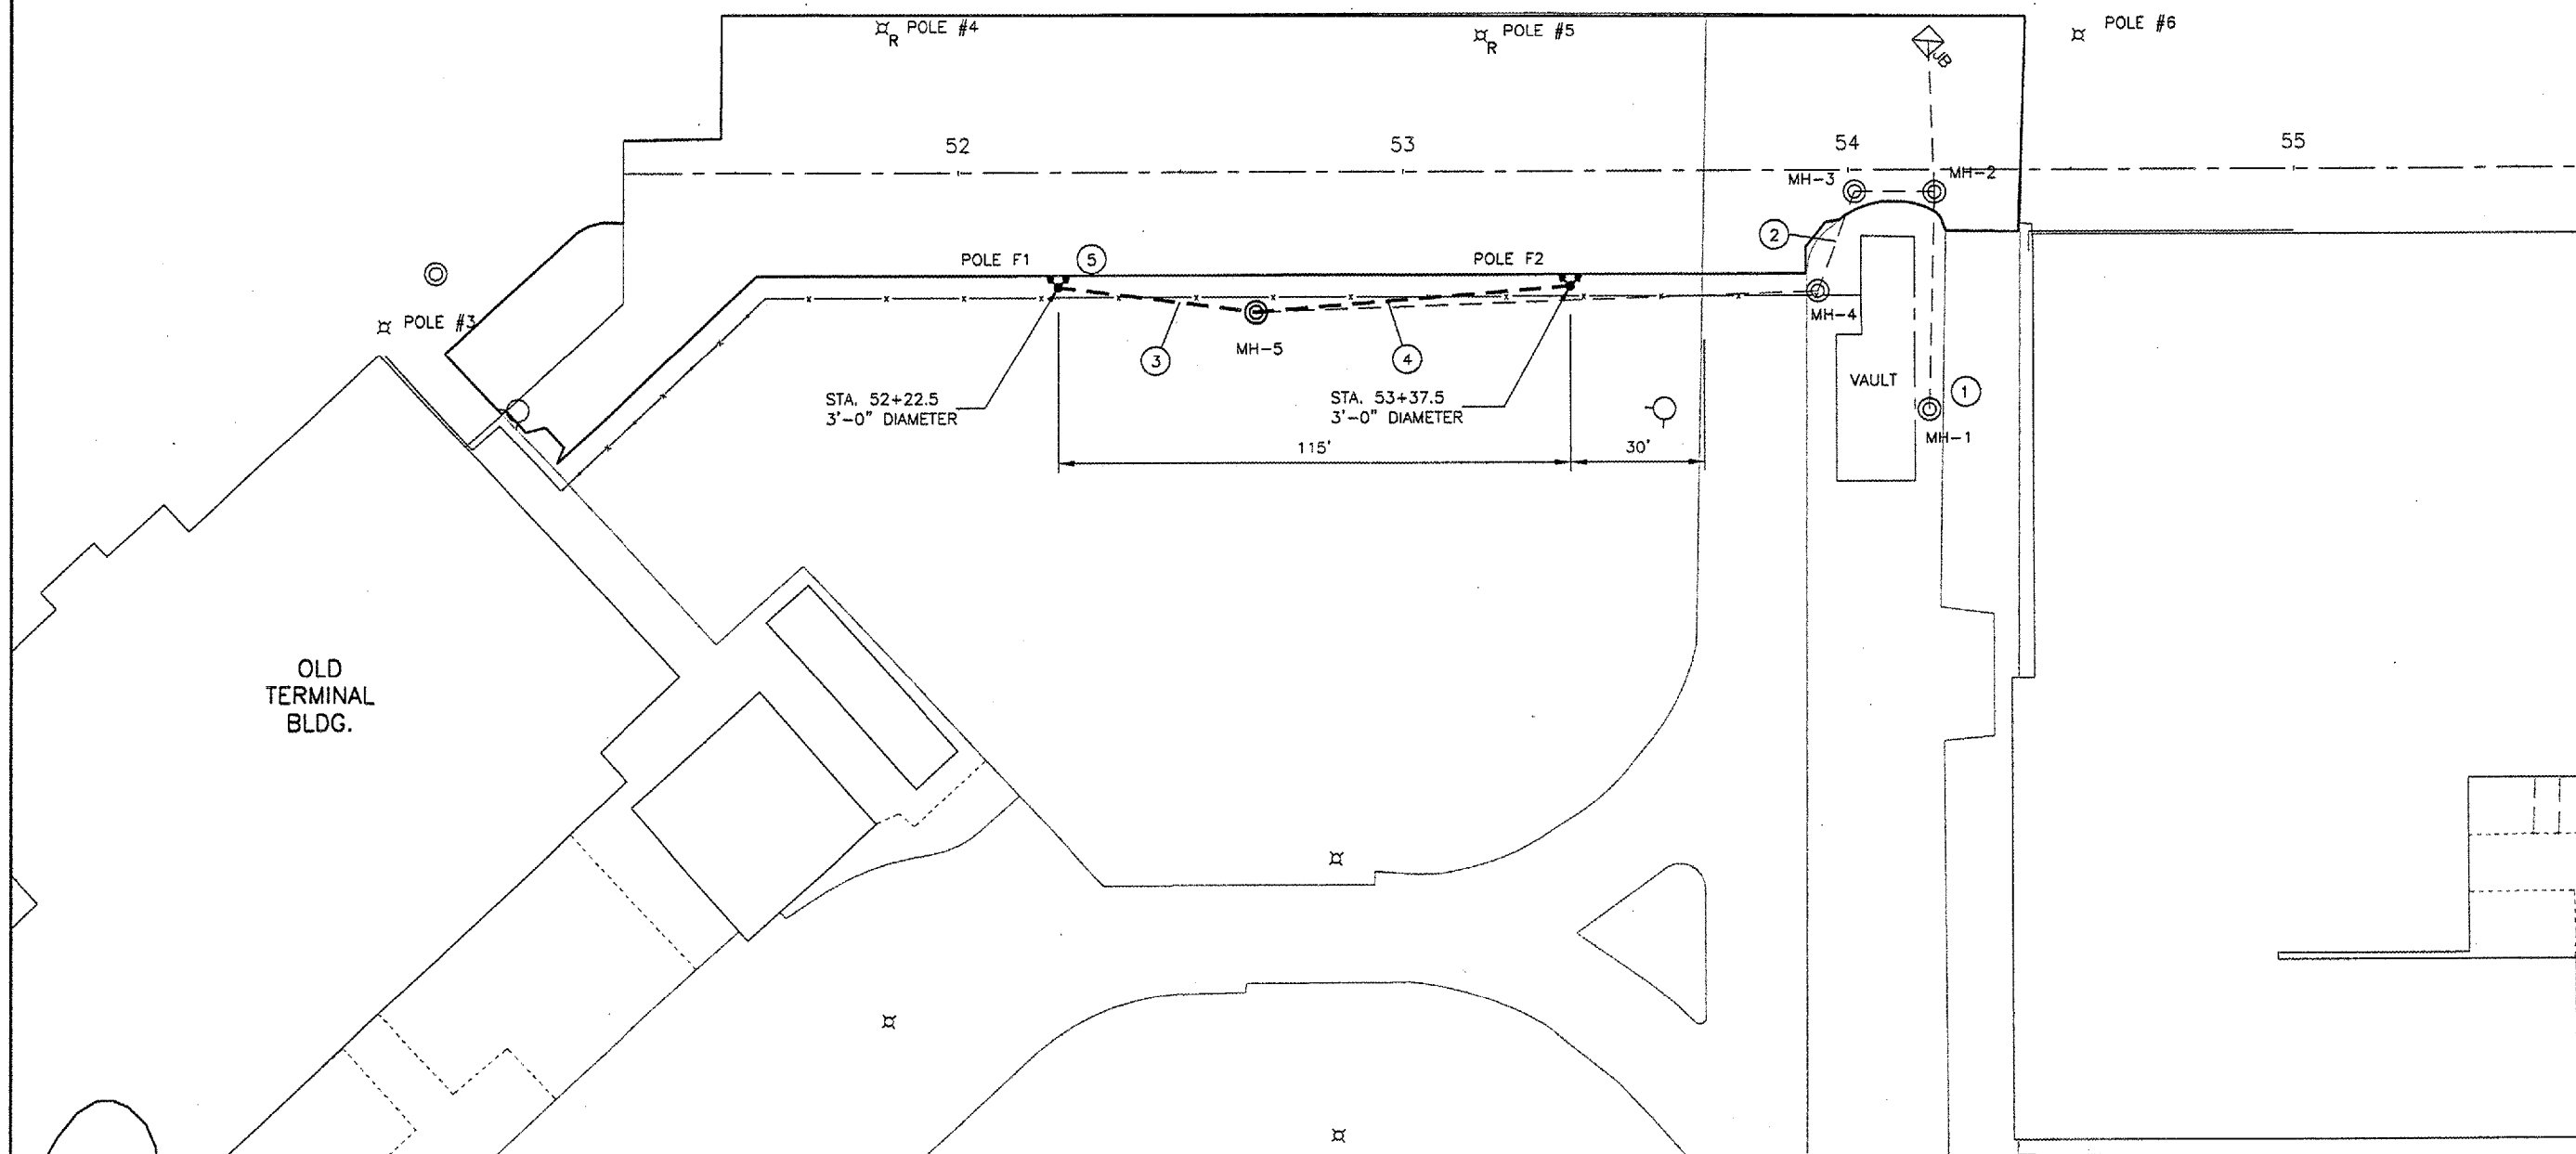 POLE #4
R
POLE #5
R
POLE #6
JB
52
53
54
55
MH-3
MH-2
2
POLE F1
5
POLE F2
POLE #3
MH-4
MH-5
3
4
VAULT
1
STA. 52+22.5
3'-0" DIAMETER
STA. 53+37.5
3'-0" DIAMETER
MH-1
115'
30'
OLD
TERMINAL
BLDG.